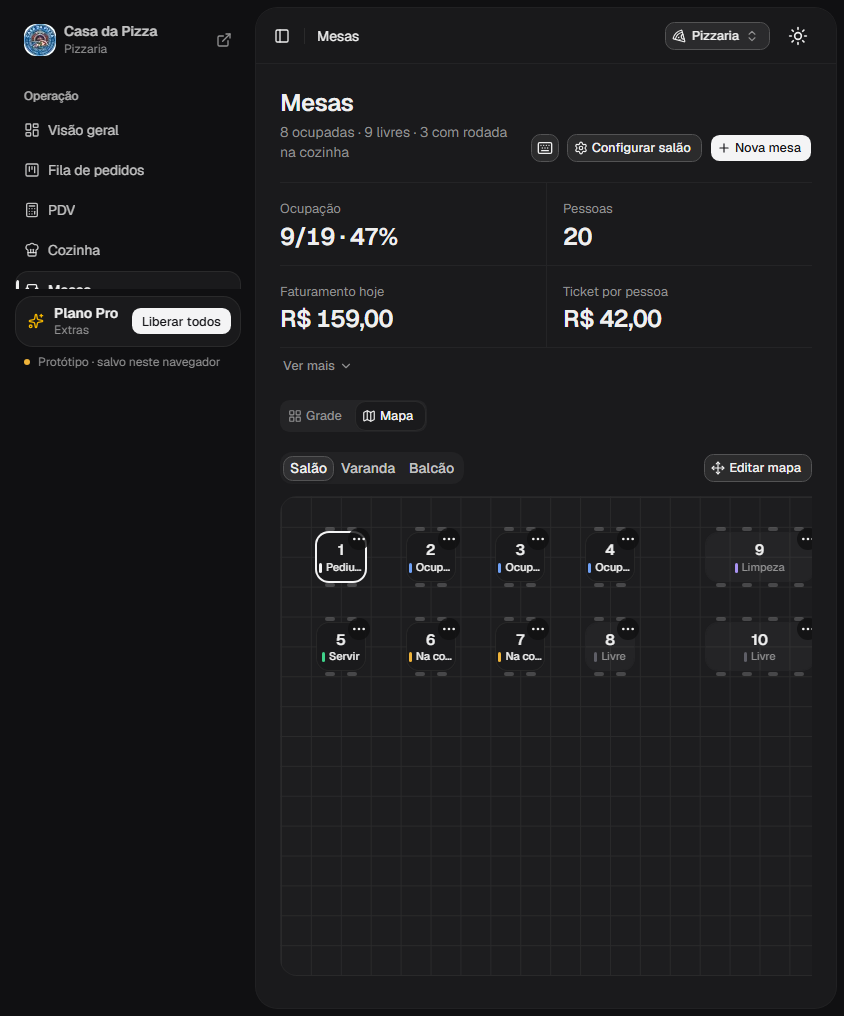 Casa da Pizza
Pizzaria
Operação
Visão geral
Fila de pedidos
PDV
Cozinha
Mesas
Plano Pro
Extras
Liberar todos
Protótipo · salvo neste navegador
Mesas
Pizzaria
Mesas
8 ocupadas · 9 livres · 3 com rodada
na cozinha
Configurar salão
Nova mesa
Ocupação
9/19 · 47%
Pessoas
20
Faturamento hoje
R$ 159,00
Ticket por pessoa
R$ 42,00
Ver mais
Grade
Mapa
Salão
Varanda
Balcão
Editar mapa
1
Pediu...
2
Ocup...
3
Ocup...
4
Ocup...
9
Limpeza
5
Servir
6
Na co...
7
Na co...
8
Livre
10
Livre